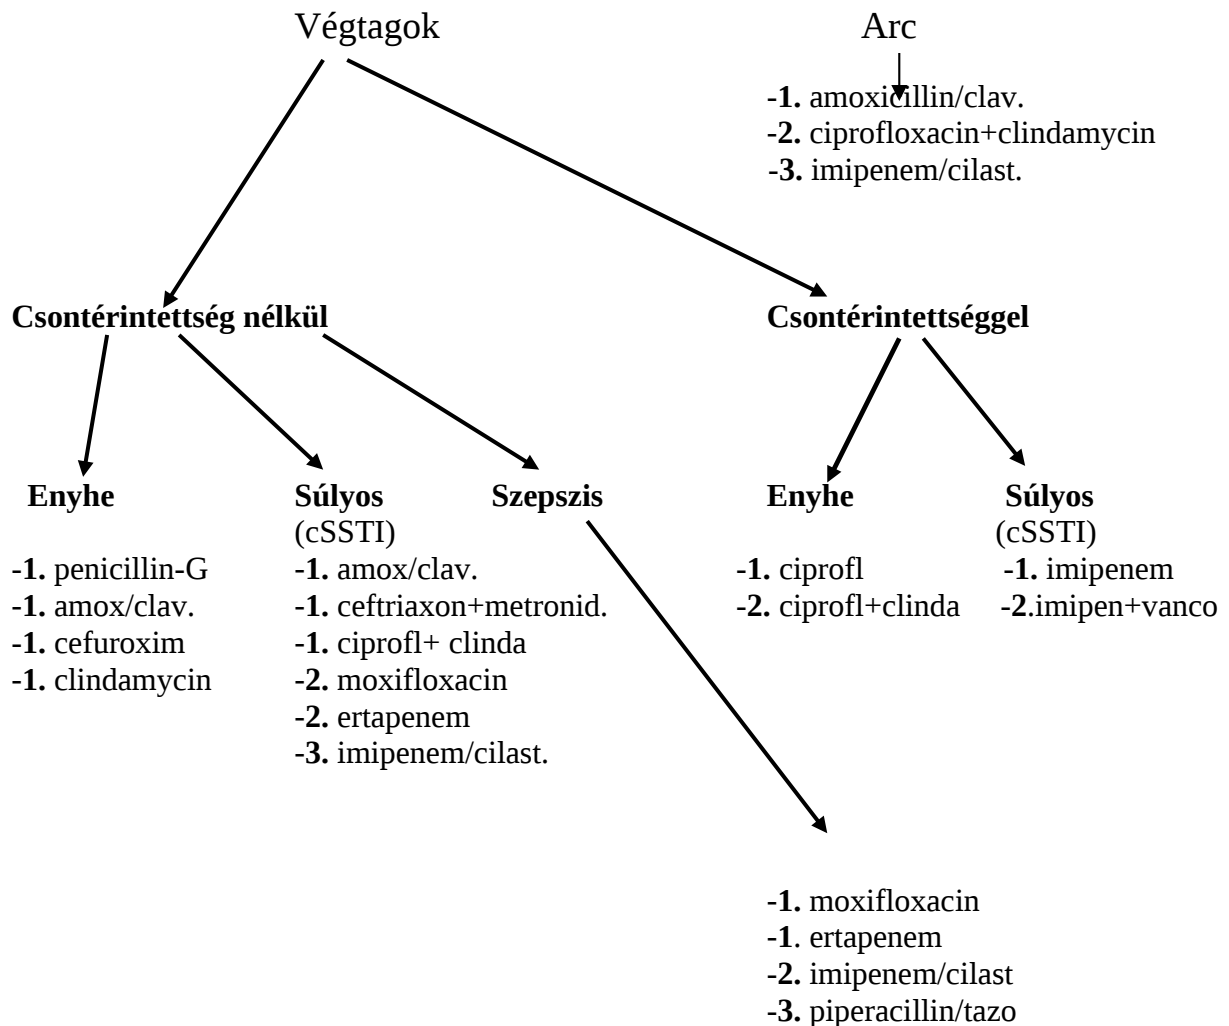 Végtagok
Arc
-1. amoxicillin/clav.
-2. ciprofloxacin+clindamycin
-3. imipenem/cilast.
Csontérintettség nélkül
Csontérintettséggel
Enyhe
Súlyos
(cSSTI)
Szepszis
Enyhe
Súlyos
(cSSTI)
-1. penicillin-G
-1. amox/clav.
-1. cefuroxim
-1. clindamycin
-1. amox/clav.
-1. ceftriaxon+metronid.
-1. ciprofl+ clinda
-2. moxifloxacin
-2. ertapenem
-3. imipenem/cilast.
-1. ciprofl
-2. ciprofl+clinda
-1. imipenem
-2.imipen+vanco
-1. moxifloxacin
-1. ertapenem
-2. imipenem/cilast
-3. piperacillin/tazo